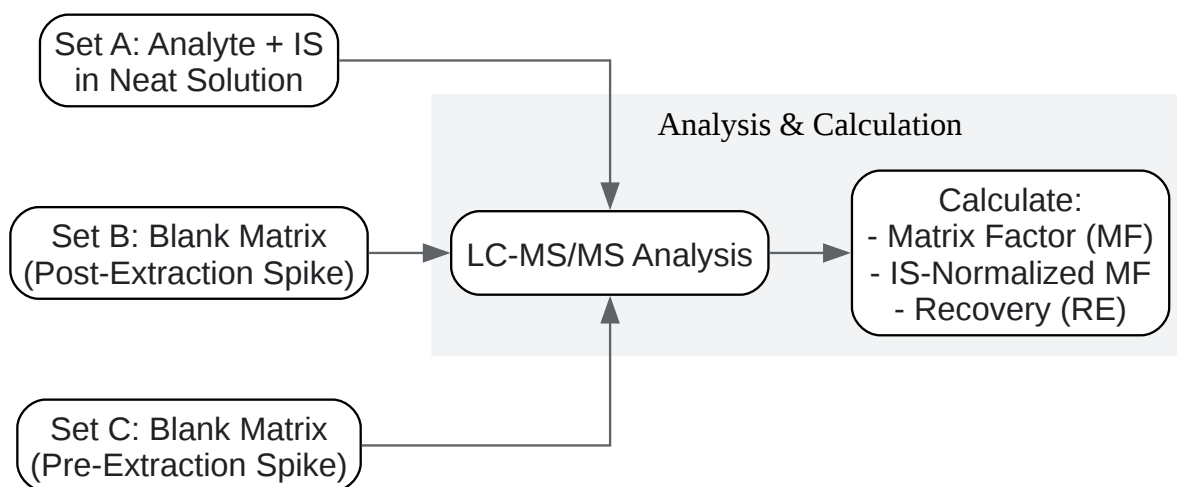 Set A: Analyte + IS
in Neat Solution
Analysis & Calculation
Set B: Blank Matrix
(Post-Extraction Spike)
LC-MS/MS Analysis
Calculate:
- Matrix Factor (MF)
- IS-Normalized MF
- Recovery (RE)
Set C: Blank Matrix
(Pre-Extraction Spike)